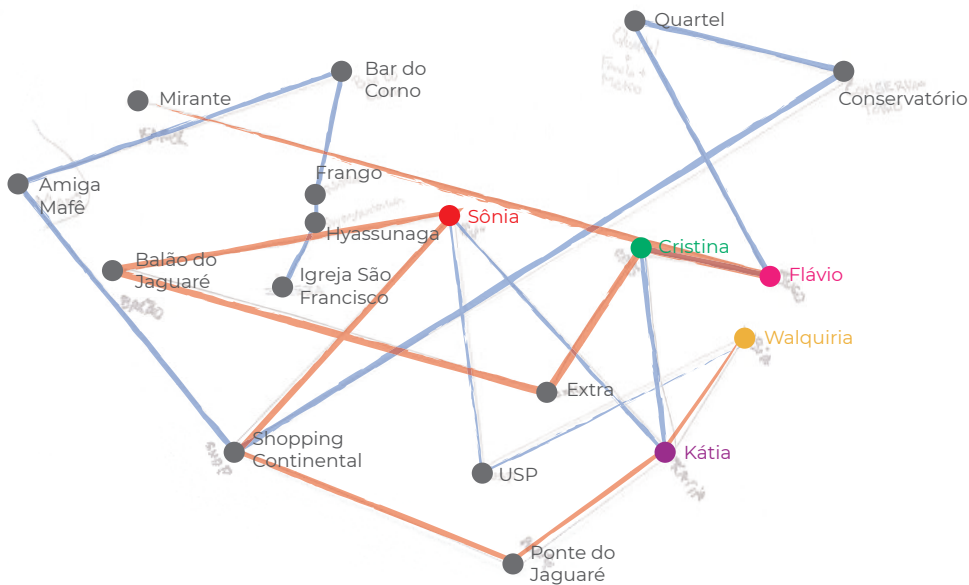 Quartel
Bar do
Corno
Mirante
Conservatório
Frango
Amiga
Mafê
Sônia
Hyassunaga
Cristina
Balão do
Jaguaré
Igreja São
Francisco
Flávio
Walquiria
Extra
Shopping
Continental
Kátia
USP
Ponte do
Jaguaré